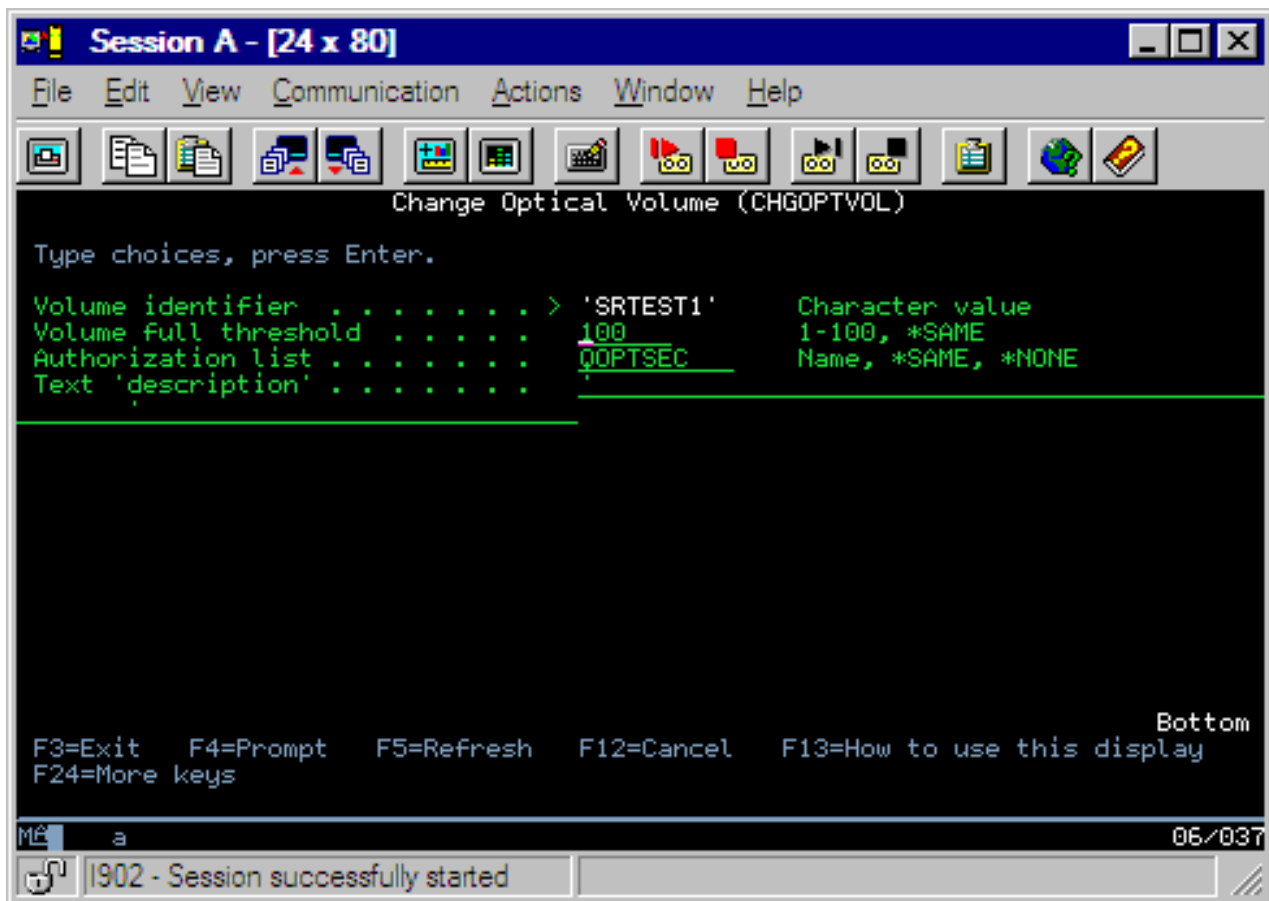 Session A - [24 x 80]
File Edit View Communication Actions Window Help
Change Optical Volume (CHGOPTVOL)
Type choices, press Enter.
Volume identifier . . . . . . . > 'SRTEST1' Character value
Volume full threshold . . . . . 100 1-100, *SAME
Authorization list . . . . . . . QOPTSEC Name, *SAME, *NONE
Text 'description' . . . . . . . '
'
Bottom
F3=Exit F4=Prompt F5=Refresh F12=Cancel F13=How to use this display
F24=More keys
a 06/037
I902 - Session successfully started